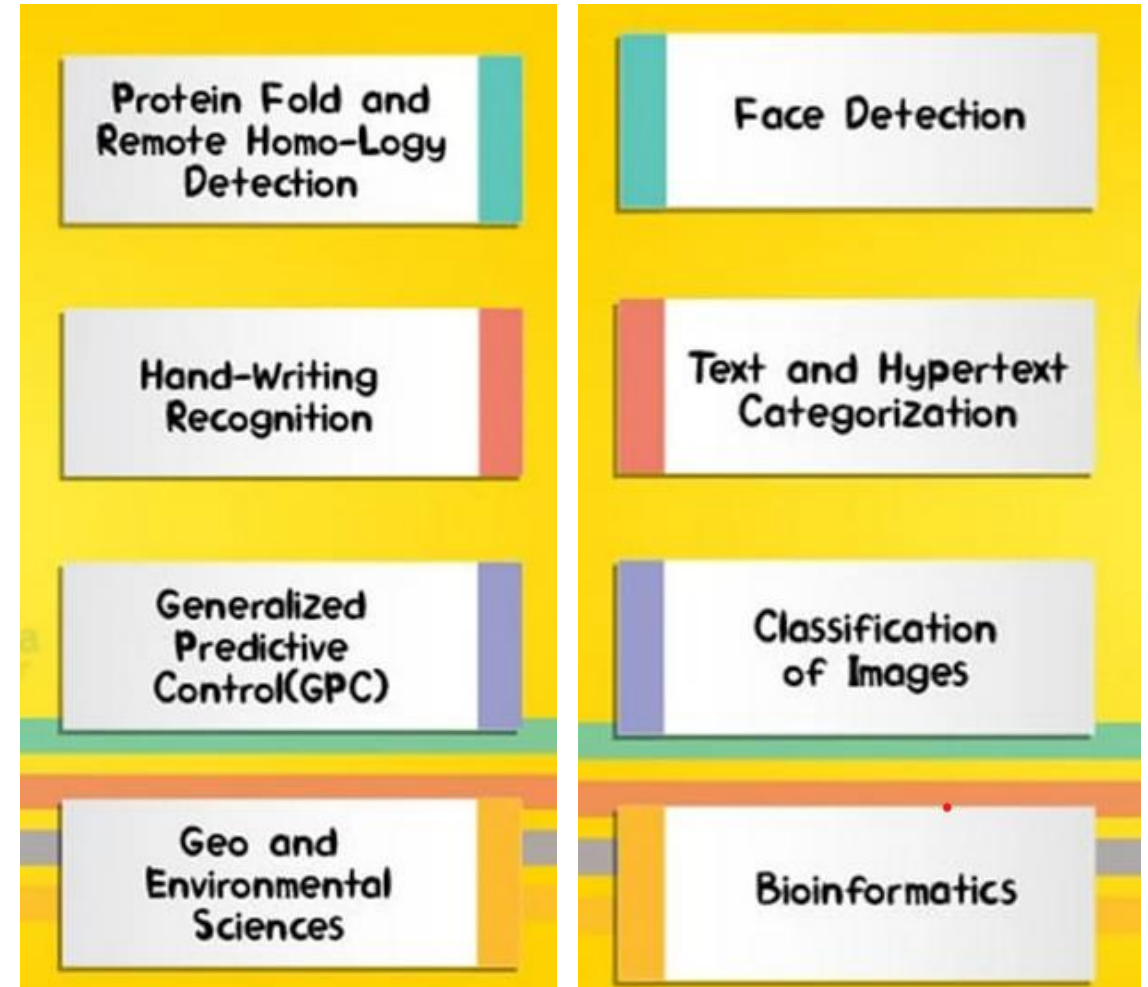 Protein Fold and
Remote Homo-Logy
Detection
Hand-Writing
Recognition
Generalized
Predictive
Control(GPC)
Geo and
Environmental
Sciences
Face Detection
Text and Hypertext
Categorization
Classification
of Images
Bioinformatics